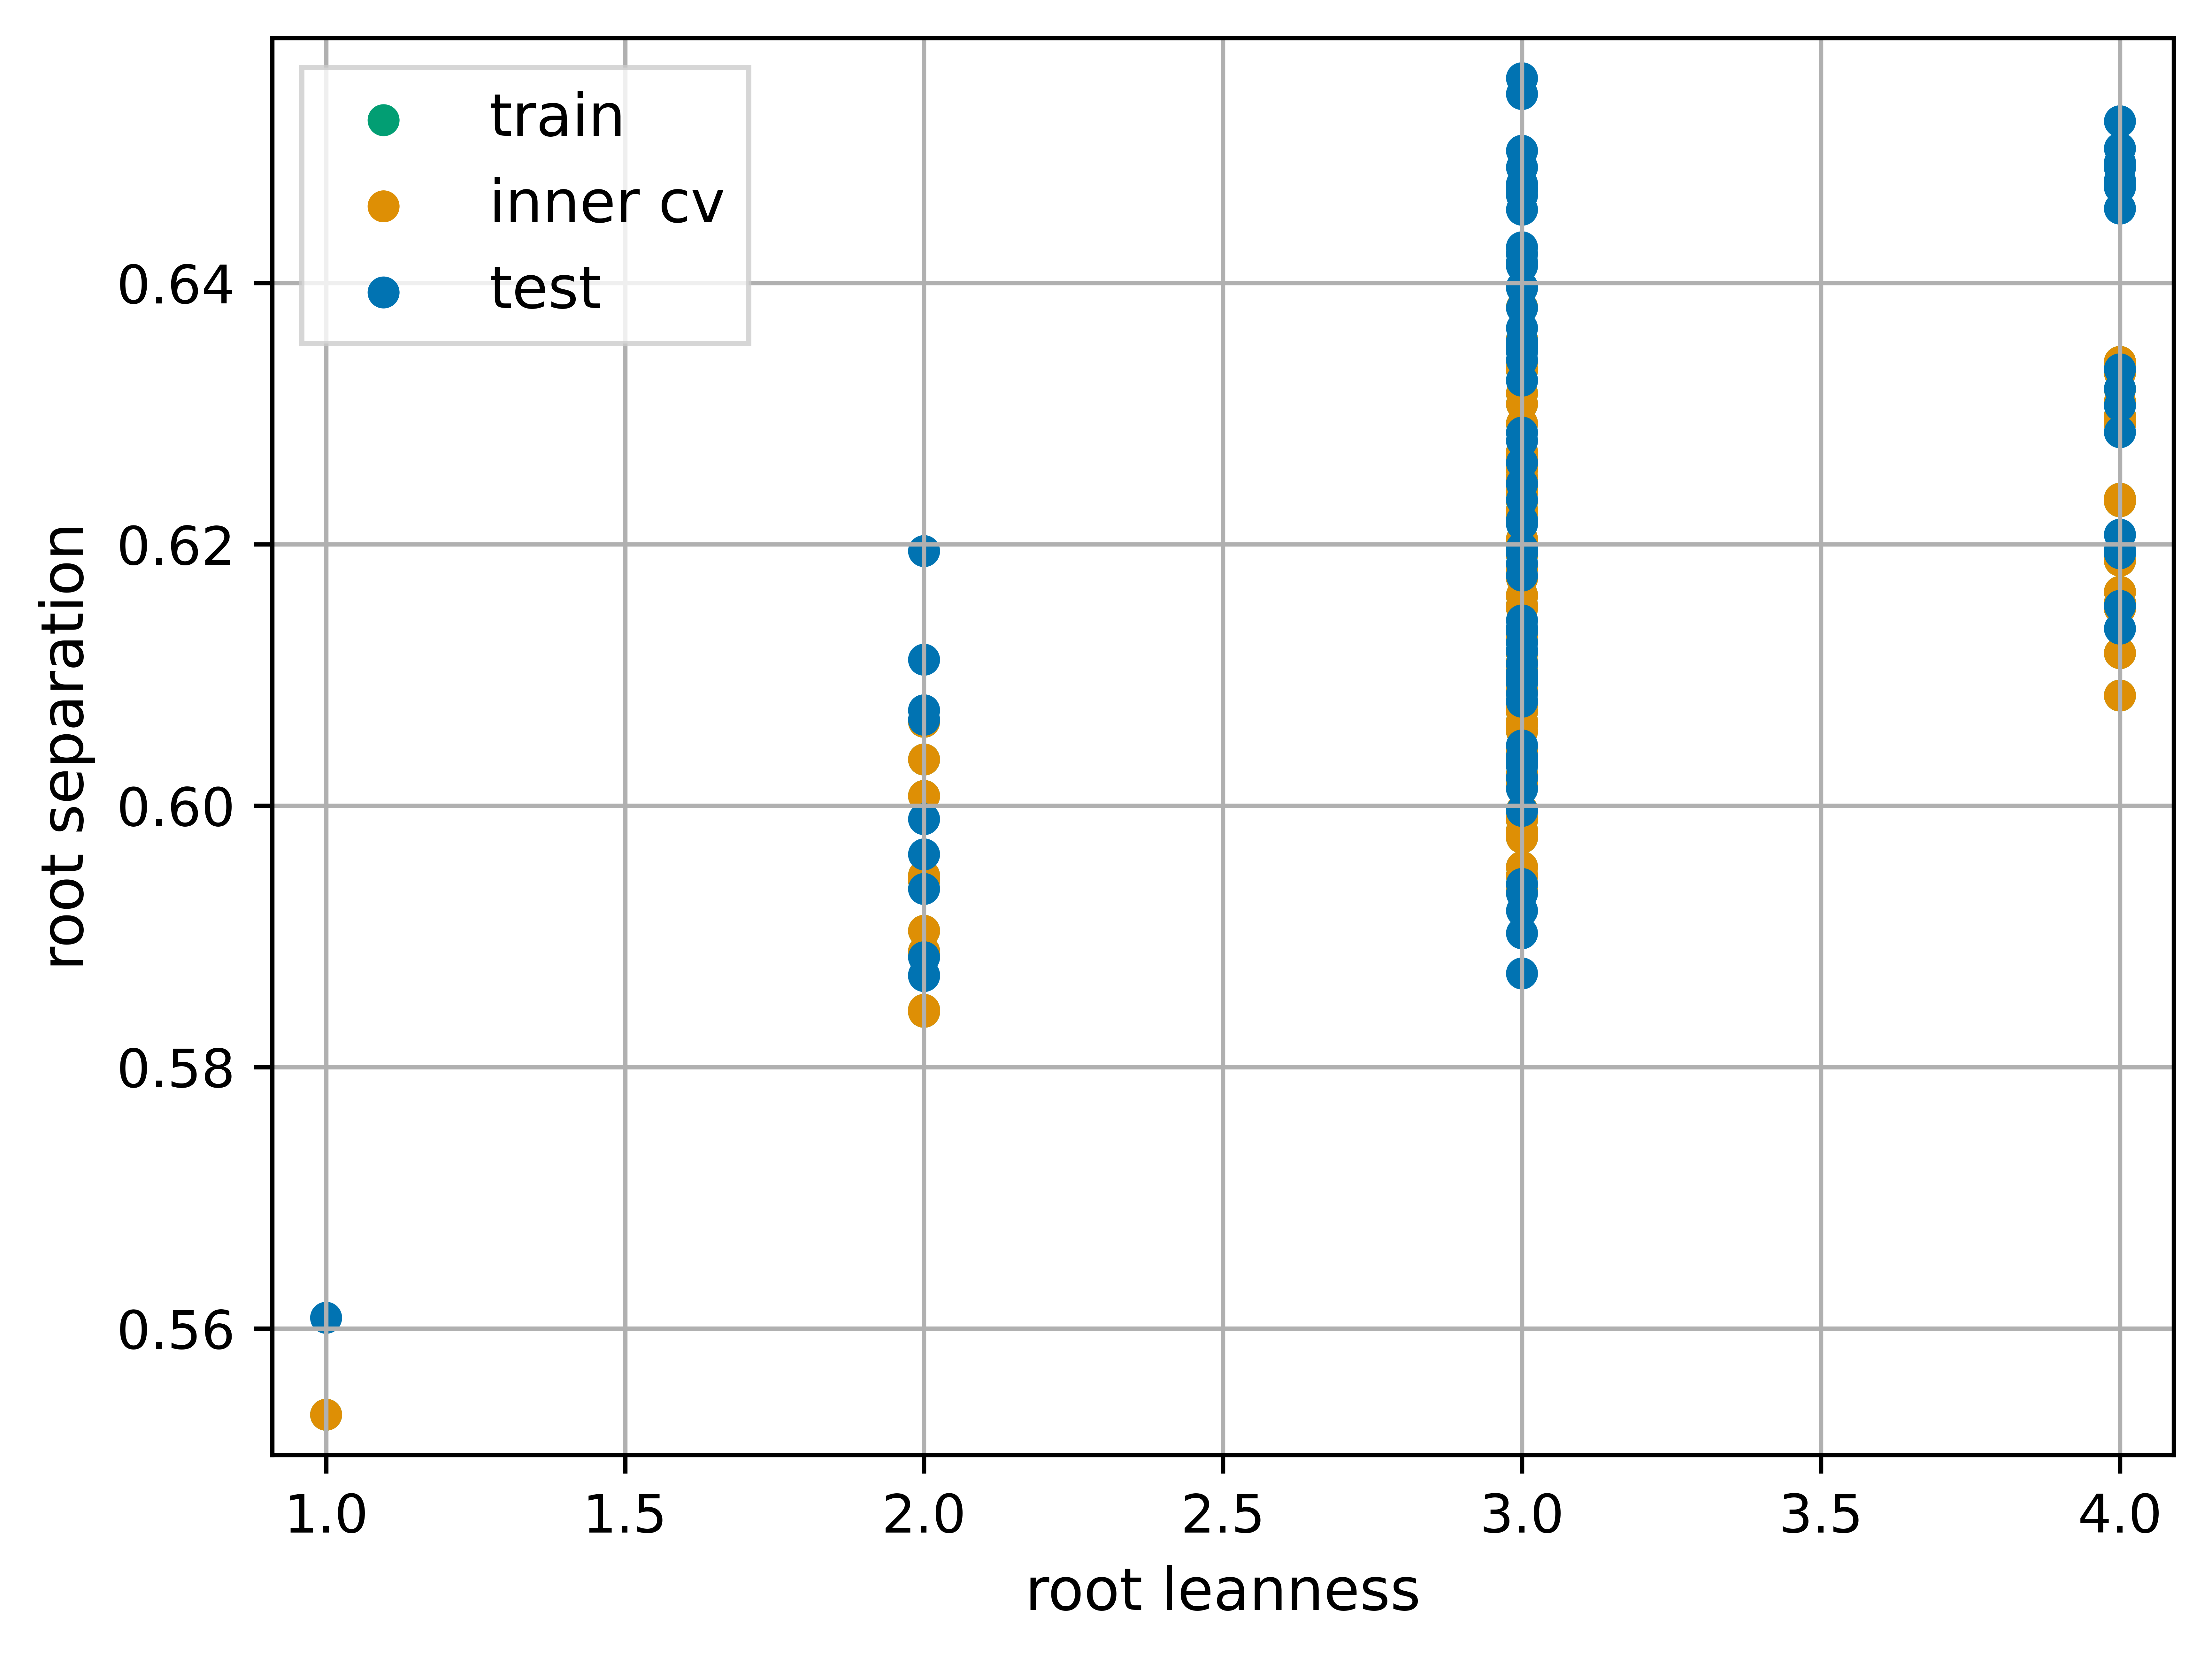 train
inner cv
test
0.64
0.62
0.60
0.58
0.56
root separation
1.0 1.5 2.0 2.5 3.0 3.5 4.0
root leanness